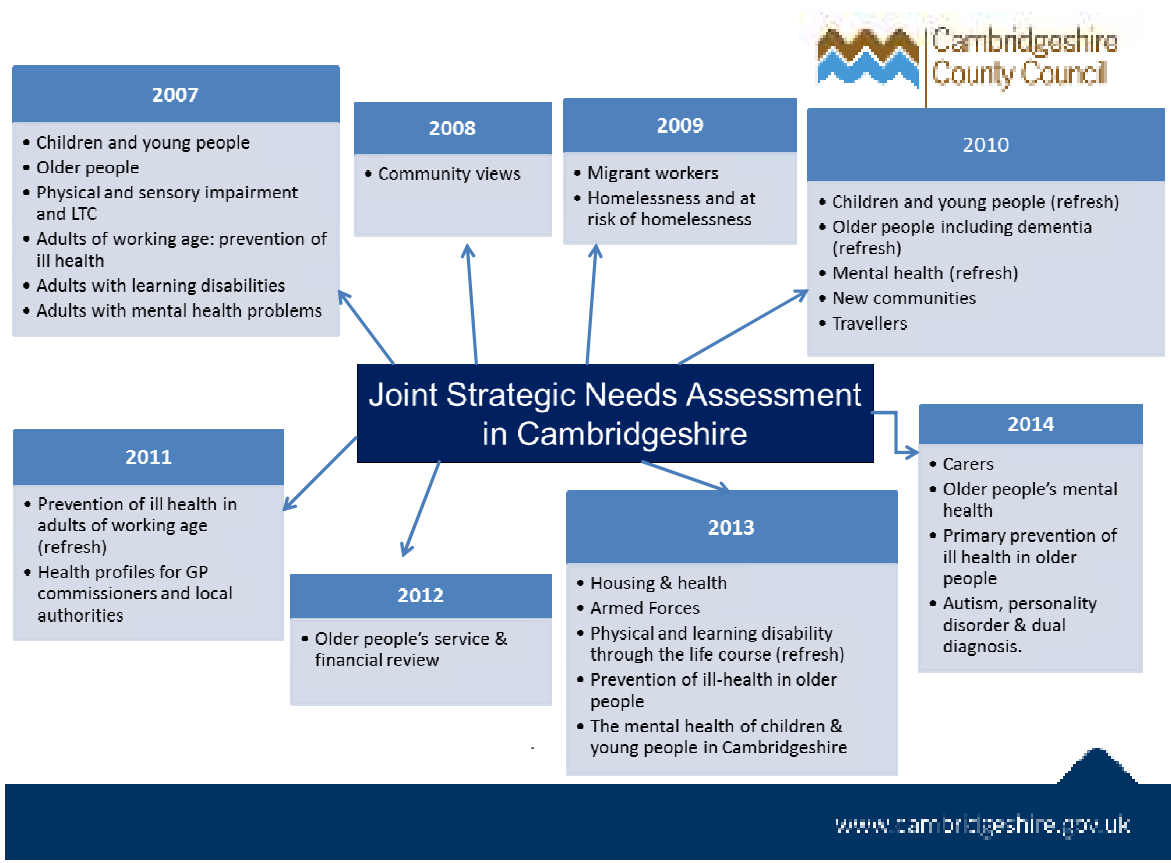 Cambridgeshire
County Council
2007
• Children and young people
• Older people
• Physical and sensory impairment
and LTC
• Adults of working age: prevention of
ill health
• Adults with learning disabilities
• Adults with mental health problems
2008
• Community views
2009
• Migrant workers
• Homelessness and at
risk of homelessness
2010
• Children and young people (refresh)
• Older people including dementia
(refresh)
• Mental health (refresh)
• New communities
• Travellers
Joint Strategic Needs Assessment
in Cambridgeshire
2011
• Prevention of ill health in
adults of working age
(refresh)
• Health profiles for GP
commissioners and local
authorities
2012
• Older people's service &
financial review
2013
• Housing & health
• Armed Forces
• Physical and learning disability
through the life course (refresh)
• Prevention of ill-health in older
people
• The mental health of children &
young people in Cambridgeshire
2014
• Carers
• Older people's mental
health
• Primary prevention of
ill health in older
people
• Autism, personality
disorder & dual
diagnosis.
www.cambridgeshire.gov.uk